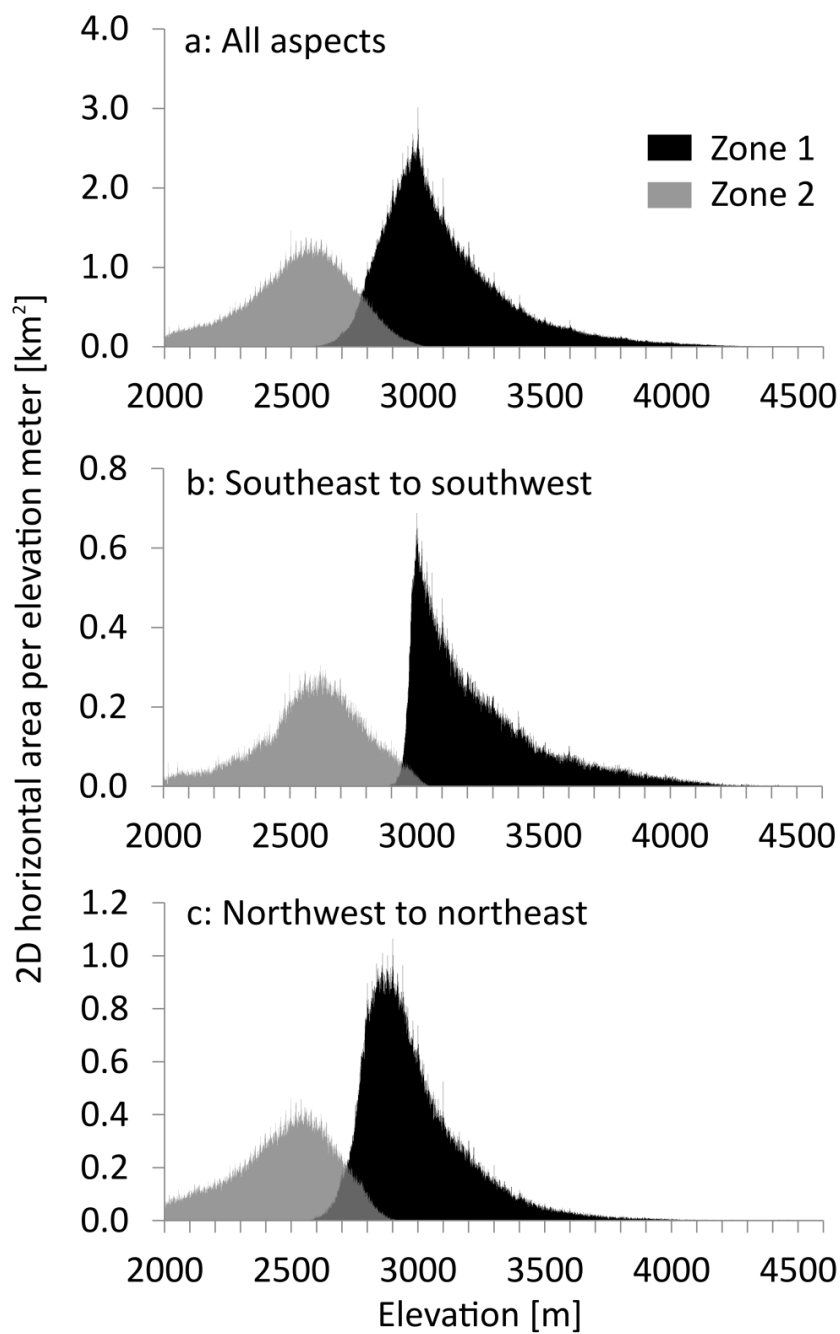 2D horizontal area per elevation meter [km²]
a: All aspects
4.0
3.0
2.0
1.0
0.0
Zone 1
Zone 2
2000 2500 3000 3500 4000 4500
b: Southeast to southwest
0.8
0.6
0.4
0.2
0.0
2000 2500 3000 3500 4000 4500
c: Northwest to northeast
1.2
1.0
0.8
0.6
0.4
0.2
0.0
2000 2500 3000 3500 4000 4500
Elevation [m]